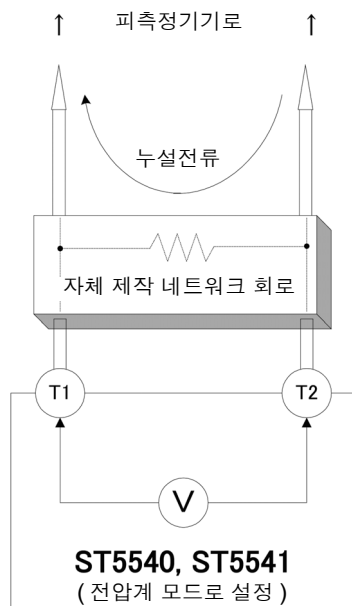 ↑ 피측정기기로 ↑
누설전류
자체 제작 네트워크 회로
T1 T2
V
ST5540, ST5541
( 전압계 모드로 설정 )